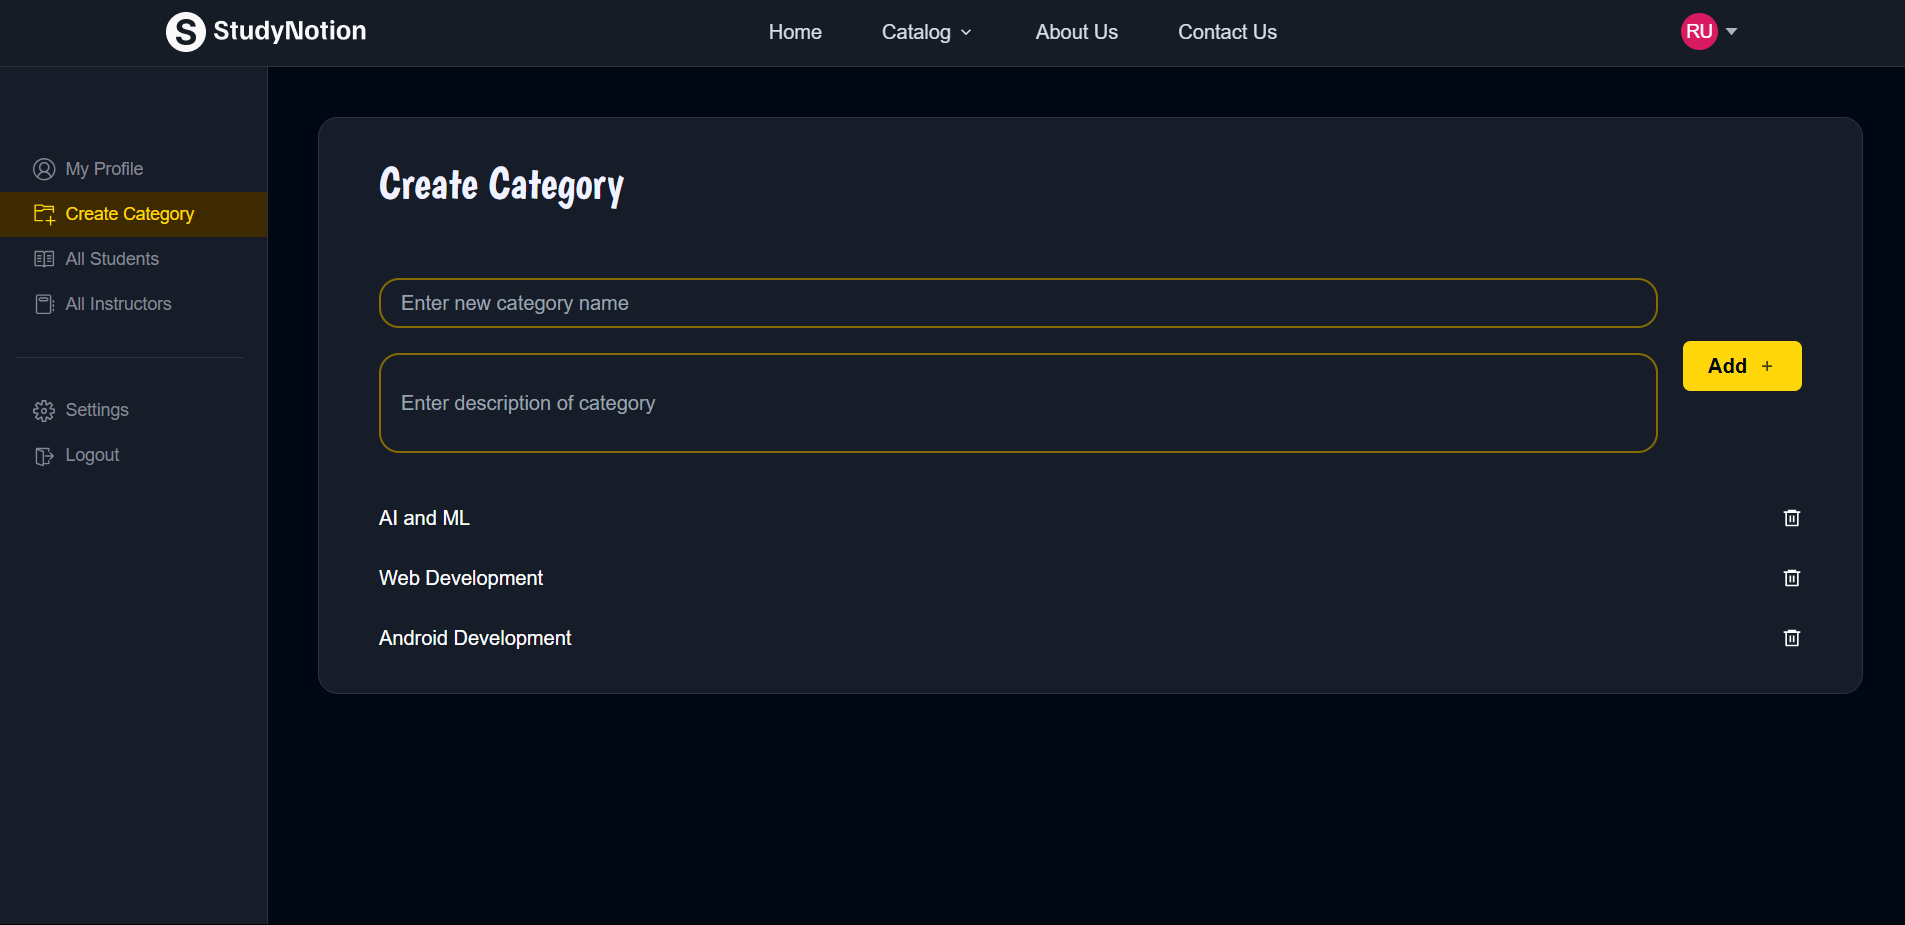 StudyNotion
Home
Catalog
About Us
Contact Us
RU
My Profile
Create Category
All Students
All Instructors
Settings
Logout
Create Category
Enter new category name
Enter description of category
Add +
AI and ML
Web Development
Android Development